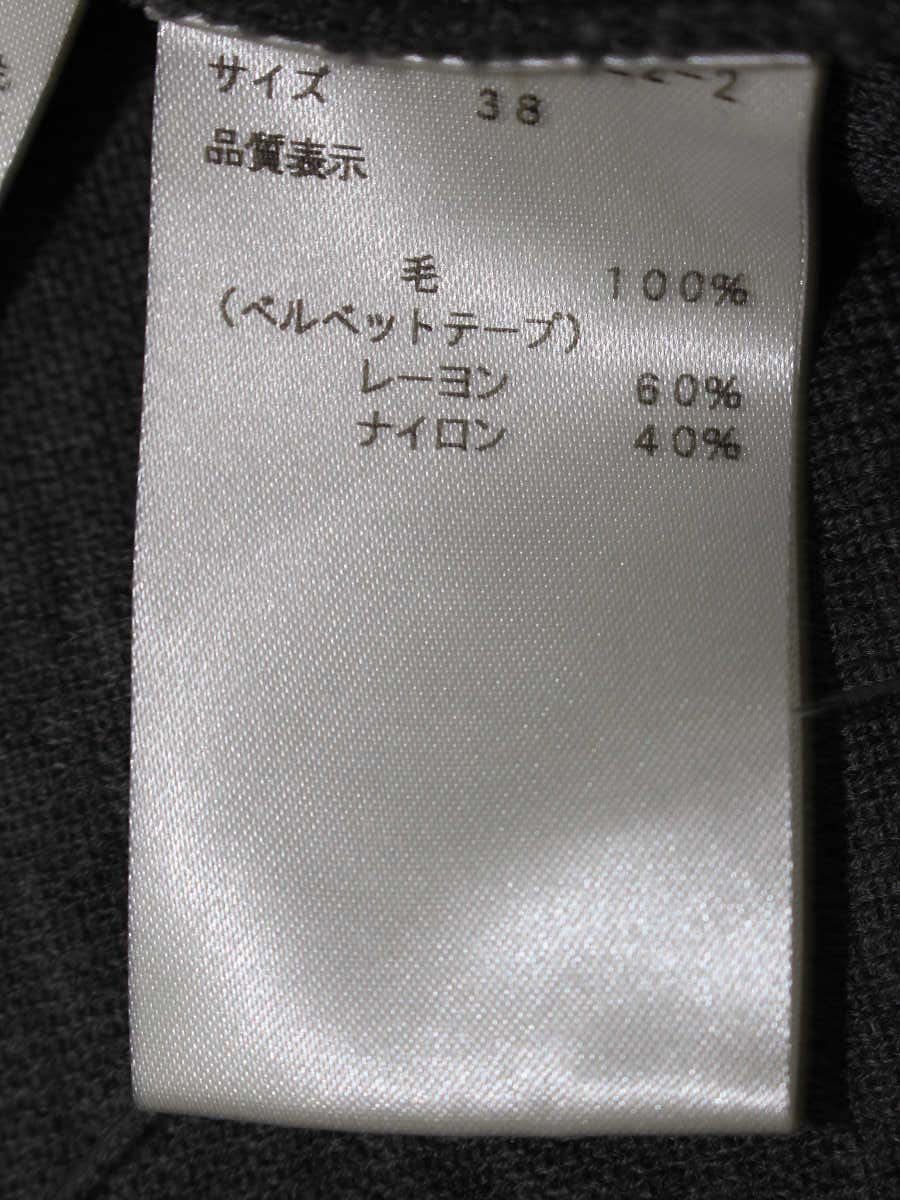 サイズ 38
品質表示
毛 100%
(ベルベットテープ)
レーヨン 60%
ナイロン 40%